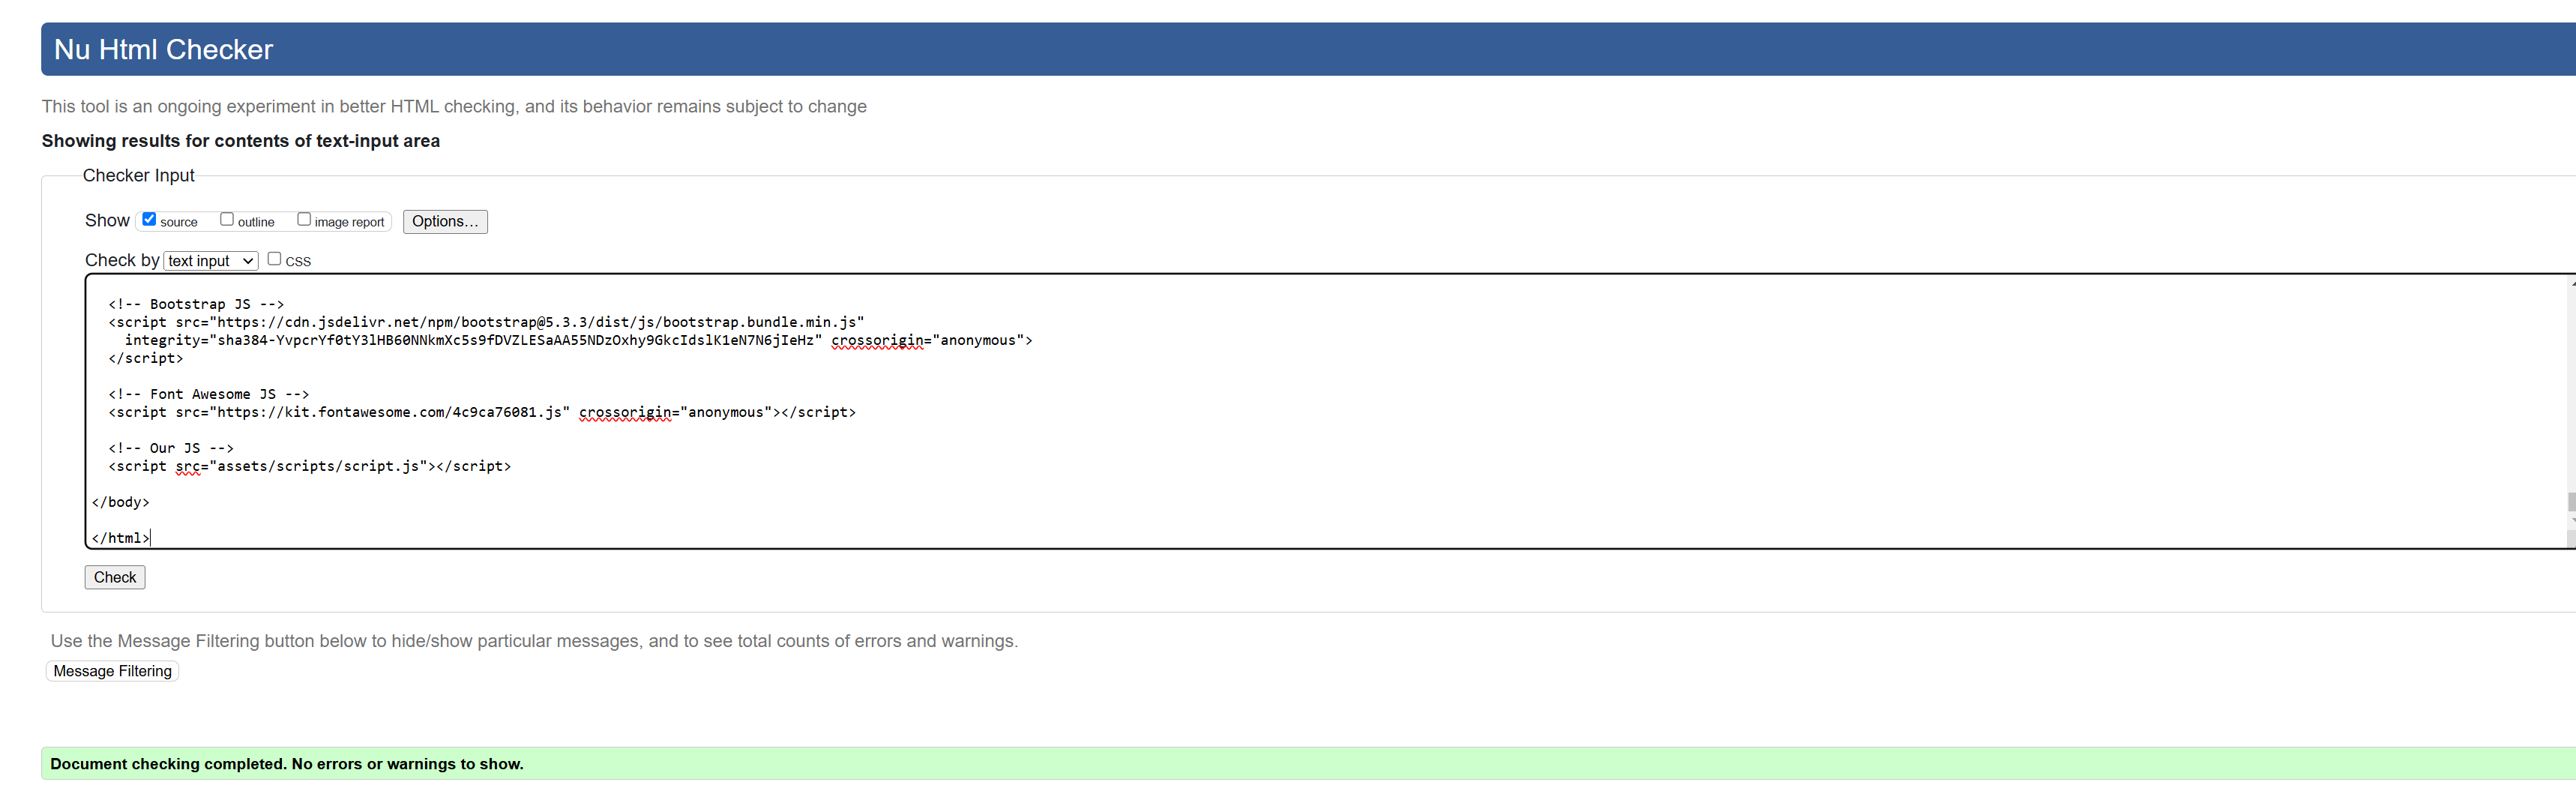 Nu Html Checker
This tool is an ongoing experiment in better HTML checking, and its behavior remains subject to change
Showing results for contents of text-input area
Checker Input
Show source outline image report Options...
Check by text input CSS
<!-- Bootstrap JS -->
<script src="https://cdn.jsdelivr.net/npm/bootstrap@5.3.3/dist/js/bootstrap.bundle.min.js"
integrity="sha384-YvpcrYf0tY3lHB60NNkmXc5s9fDVZLESaAA55NDzOxhy9GkcIdslK1eN7N6jIeHz" crossorigin="anonymous">
</script>
<!-- Font Awesome JS -->
<script src="https://kit.fontawesome.com/4c9ca76081.js" crossorigin="anonymous"></script>
<!-- Our JS -->
<script src="assets/scripts/script.js"></script>
</body>
</html>
Check
Use the Message Filtering button below to hide/show particular messages, and to see total counts of errors and warnings.
Message Filtering
Document checking completed. No errors or warnings to show.